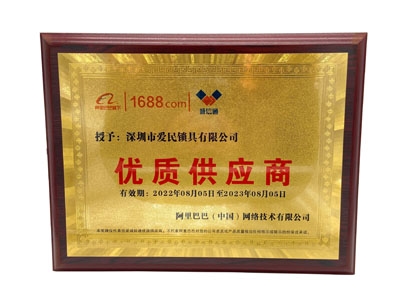 1688.com
诚信通
授予：深圳市爱民锁具有限公司
优质供应商
有效期：2022年08月05日至2023年08月05日
阿里巴巴（中国）网络技术有限公司